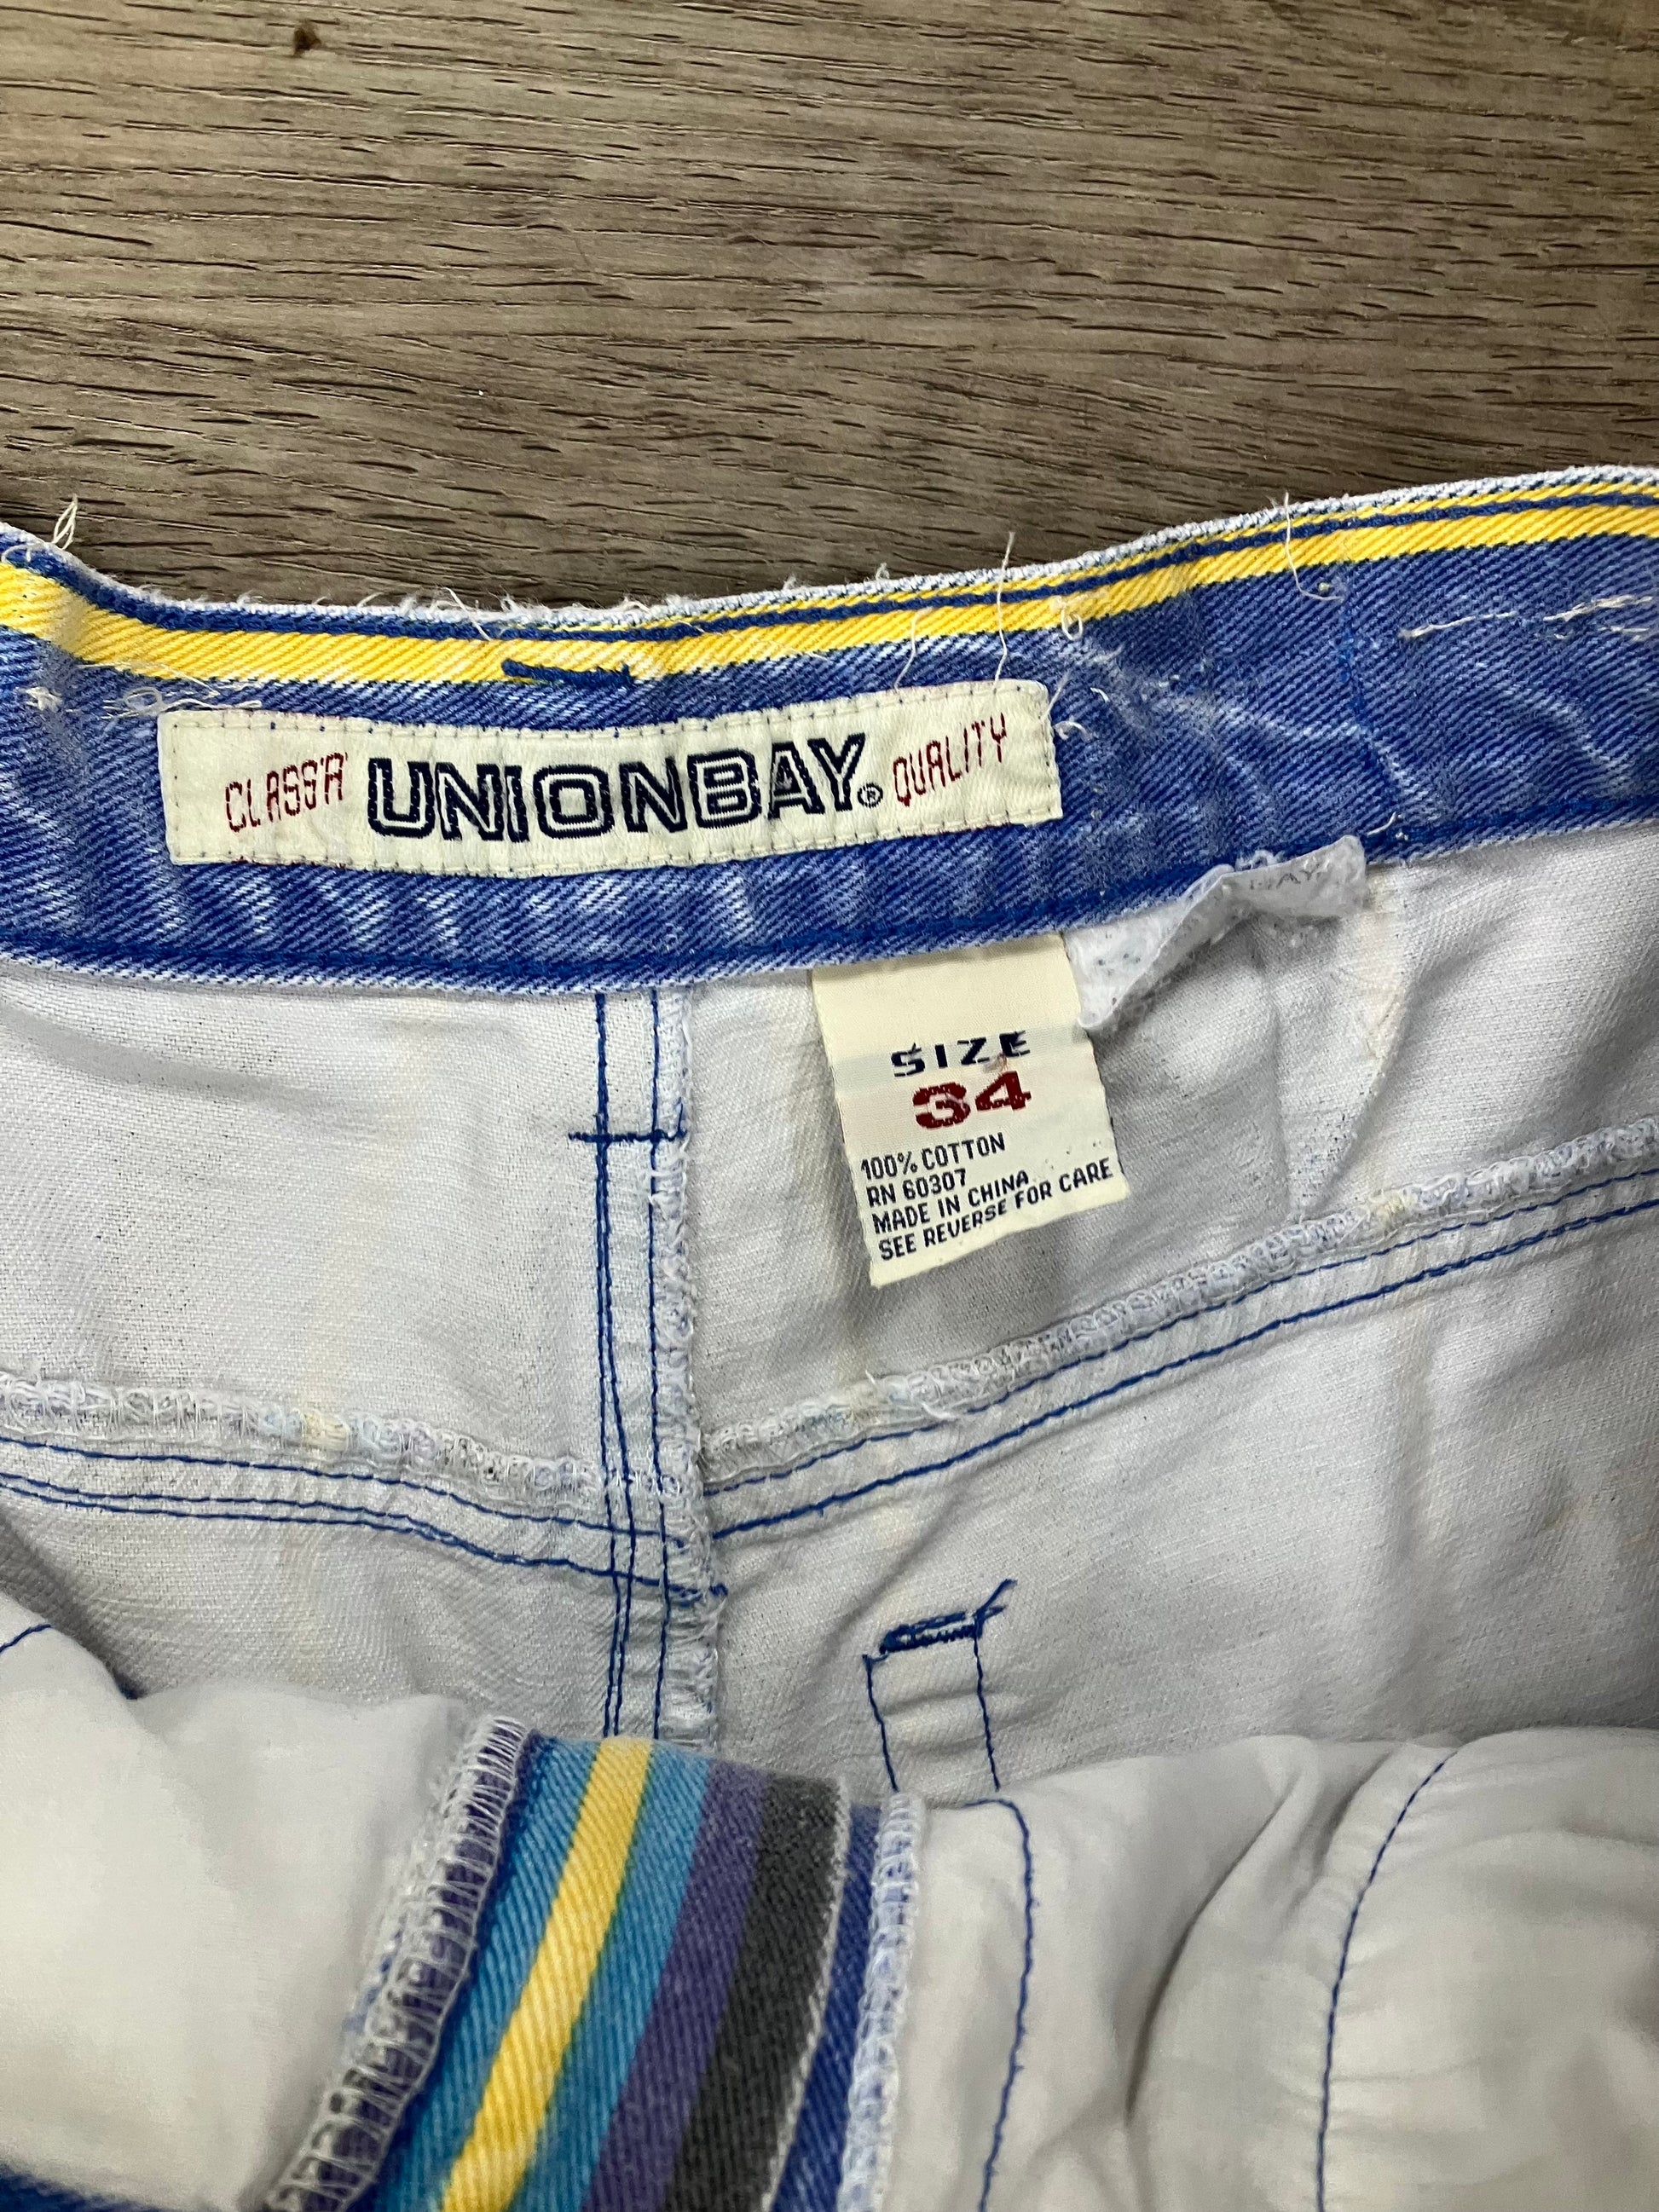 CLASS'A' UNIONBAY® QUALITY
SIZE
34
100% COTTON
RN 60307
MADE IN CHINA
SEE REVERSE FOR CARE